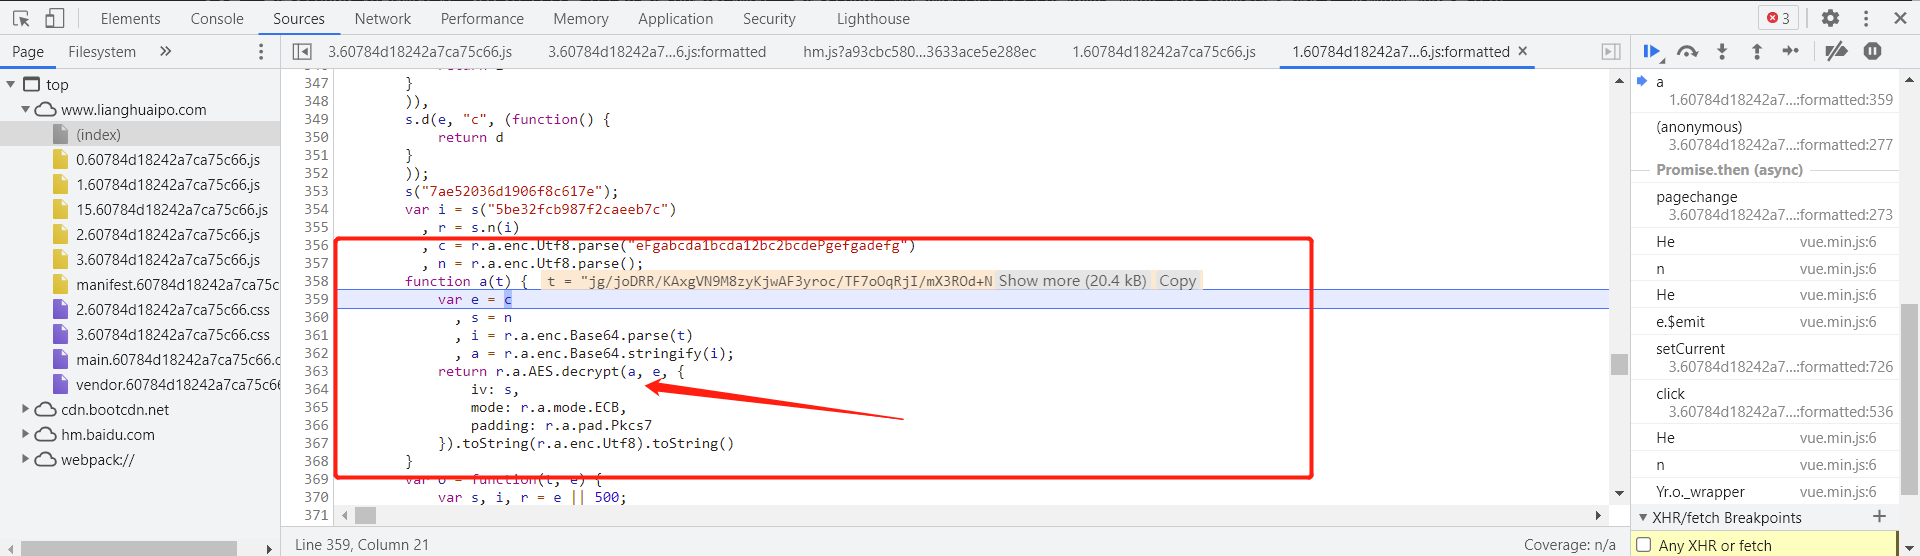 Elements Console Sources Network Performance Memory Application Security Lighthouse 3
Page Filesystem
3.60784d18242a7ca75c66.js 3.60784d18242a7...6.js:formatted hm.js?a93cbc580...3633ace5e288ec 1.60784d18242a7ca75c66.js 1.60784d18242a7...6.js:formatted
top
www.lianghuaipo.com
(index)
0.60784d18242a7ca75c66.js
1.60784d18242a7ca75c66.js
15.60784d18242a7ca75c66.js
2.60784d18242a7ca75c66.js
3.60784d18242a7ca75c66.js
manifest.60784d18242a7ca75
2.60784d18242a7ca75c66.css
3.60784d18242a7ca75c66.css
main.60784d18242a7ca75c66.c
vendor.60784d18242a7ca75c66
cdn.bootcdn.net
hm.baidu.com
webpack://
347 }
348 )),
349 s.d(e, "c", (function() {
350 return d
351 }
352 ));
353 s("7ae52036d1906f8c617e");
354 var i = s("5be32fcb987f2caeeb7c")
355 , r = s.n(i)
356 , c = r.a.enc.Utf8.parse("eFgabcda1bcda12bc2bcdePgefgadefg")
357 , n = r.a.enc.Utf8.parse();
358 function a(t) { t = "jg/joDRR/KAxgVN9M8zyKjwAF3yroc/TF7oOqRjI/mX3ROd+N Show more (20.4 kB) Copy
359 var e = c
360 , s = n
361 , i = r.a.enc.Base64.parse(t)
362 , a = r.a.enc.Base64.stringify(i);
363 return r.a.AES.decrypt(a, e, {
364 iv: s,
365 mode: r.a.mode.ECB,
366 padding: r.a.pad.Pkcs7
367 }).toString(r.a.enc.Utf8).toString()
368 }
369 var o = function(t, e) {
370 var s, i, r = e || 500;
371
Line 359, Column 21 Coverage: n/a
a
1.60784d18242a7...:formatted:359
(anonymous)
3.60784d18242a7...:formatted:277
Promise.then (async)
pagechange
3.60784d18242a7...:formatted:273
He vue.min.js:6
n vue.min.js:6
He vue.min.js:6
e.$emit vue.min.js:6
setCurrent
3.60784d18242a7...:formatted:726
click
3.60784d18242a7...:formatted:536
He vue.min.js:6
n vue.min.js:6
Yr.o._wrapper vue.min.js:6
XHR/fetch Breakpoints
Any XHR or fetch